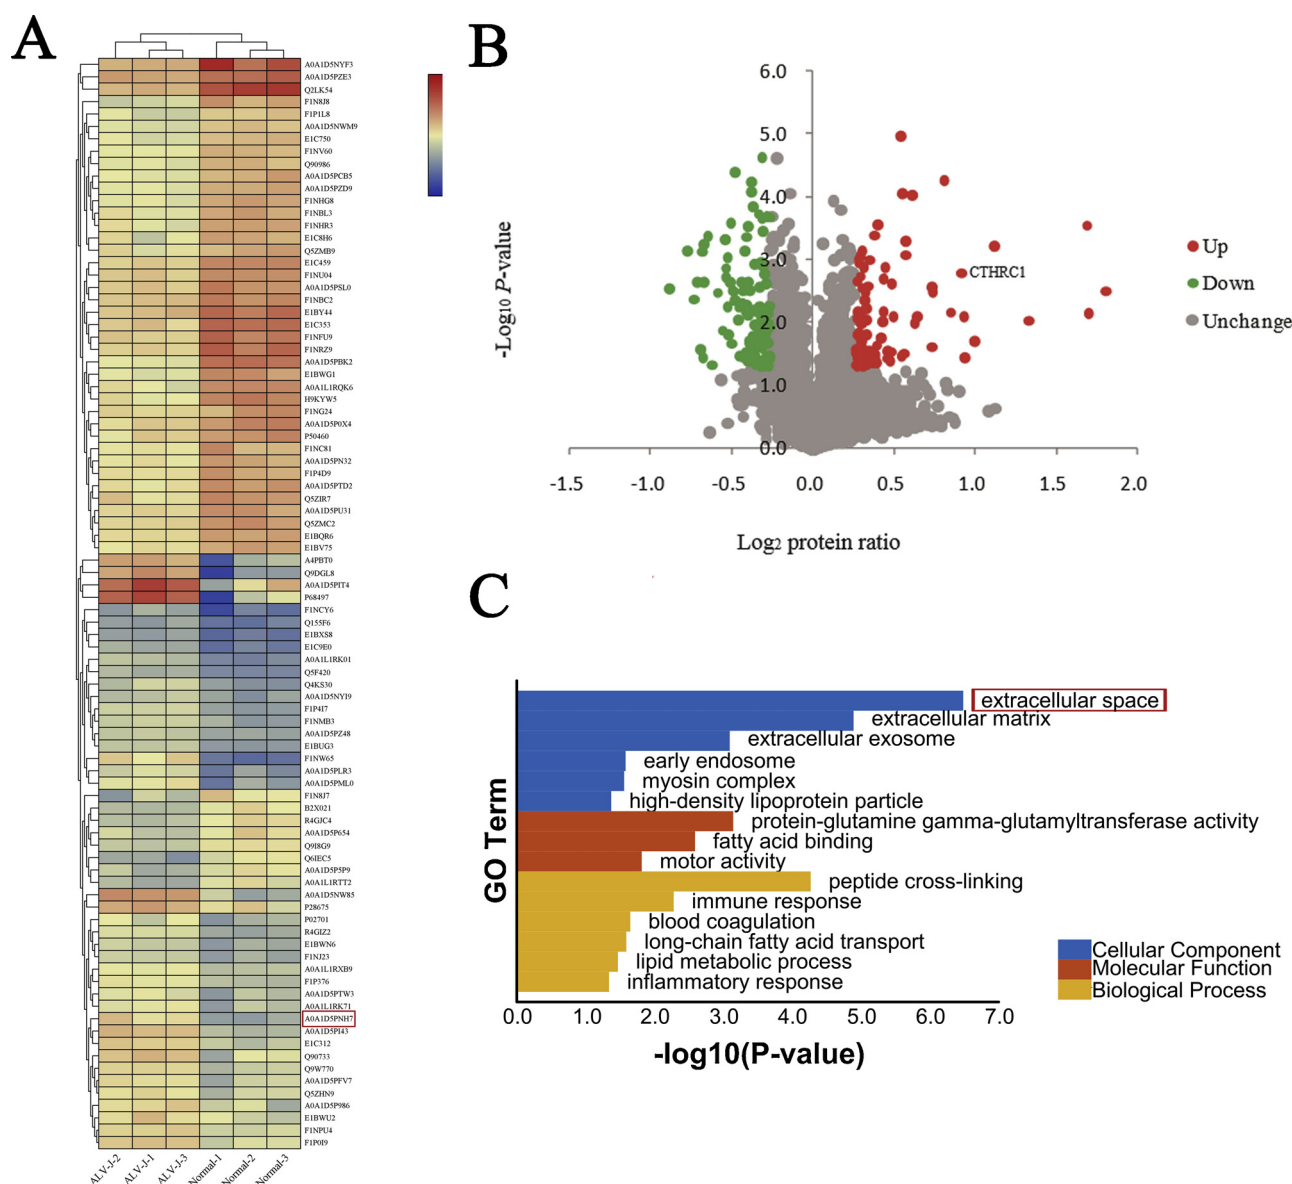 A
A0A1D5NYF3
A0A1D5PZE3
Q2LK54
F1N8J8
F1P1L8
A0A1D5NWM9
E1C750
F1NV60
Q90986
A0A1D5PCB5
A0A1D5PZD9
F1NHG8
F1NBL3
F1NHR3
E1C8H6
Q5ZMB9
E1C459
F1NU04
A0A1D5PSL0
F1NBC2
E1BY44
E1C353
F1NFU9
F1NRZ9
A0A1D5PBK2
E1BWG1
A0A1L1RQK6
H9KYW5
F1NG24
A0A1D5P0X4
P50460
F1NC81
A0A1D5PN32
F1P4D9
A0A1D5PTD2
Q5ZIR7
A0A1D5PU31
Q5ZMC2
E1BQR6
E1BV75
A4PBT0
Q9DGL8
A0A1D5PIT4
P68497
F1NCY6
Q155F6
E1BXS8
E1C9E0
A0A1L1RK01
Q5F420
Q4KS30
A0A1D5NYI9
F1P4I7
F1NMB3
A0A1D5PZ48
E1BUG3
F1NW65
A0A1D5PLR3
A0A1D5PML0
F1N8J7
B2X021
R4GJC4
A0A1D5P654
Q9I8G9
Q6IEC5
A0A1D5P5P9
A0A1L1RTT2
A0A1D5NW85
P28675
P02701
R4GIZ2
E1BWN6
F1NJ23
A0A1L1RXB9
F1P376
A0A1D5PTW3
A0A1L1RK71
A0A1D5PNH7
A0A1D5PI43
E1C312
Q90733
Q9W770
A0A1D5PFV7
Q5ZHN9
A0A1D5P986
E1BWU2
F1NPU4
F1P0I9
ALV-J-2 ALV-J-1 ALV-J-3 Normal-1 Normal-2 Normal-3
B
6.0
5.0
4.0
3.0
2.0
1.0
0.0
-Log10 P-value
CTHRC1
Up
Down
Unchange
-1.5 -1.0 -0.5 0.0 0.5 1.0 1.5 2.0
Log2 protein ratio
C
GO Term
extracellular space
extracellular matrix
extracellular exosome
early endosome
myosin complex
high-density lipoprotein particle
protein-glutamine gamma-glutamyltransferase activity
fatty acid binding
motor activity
peptide cross-linking
immune response
blood coagulation
long-chain fatty acid transport
lipid metabolic process
inflammatory response
Cellular Component
Molecular Function
Biological Process
0.0 1.0 2.0 3.0 4.0 5.0 6.0 7.0
-log10(P-value)